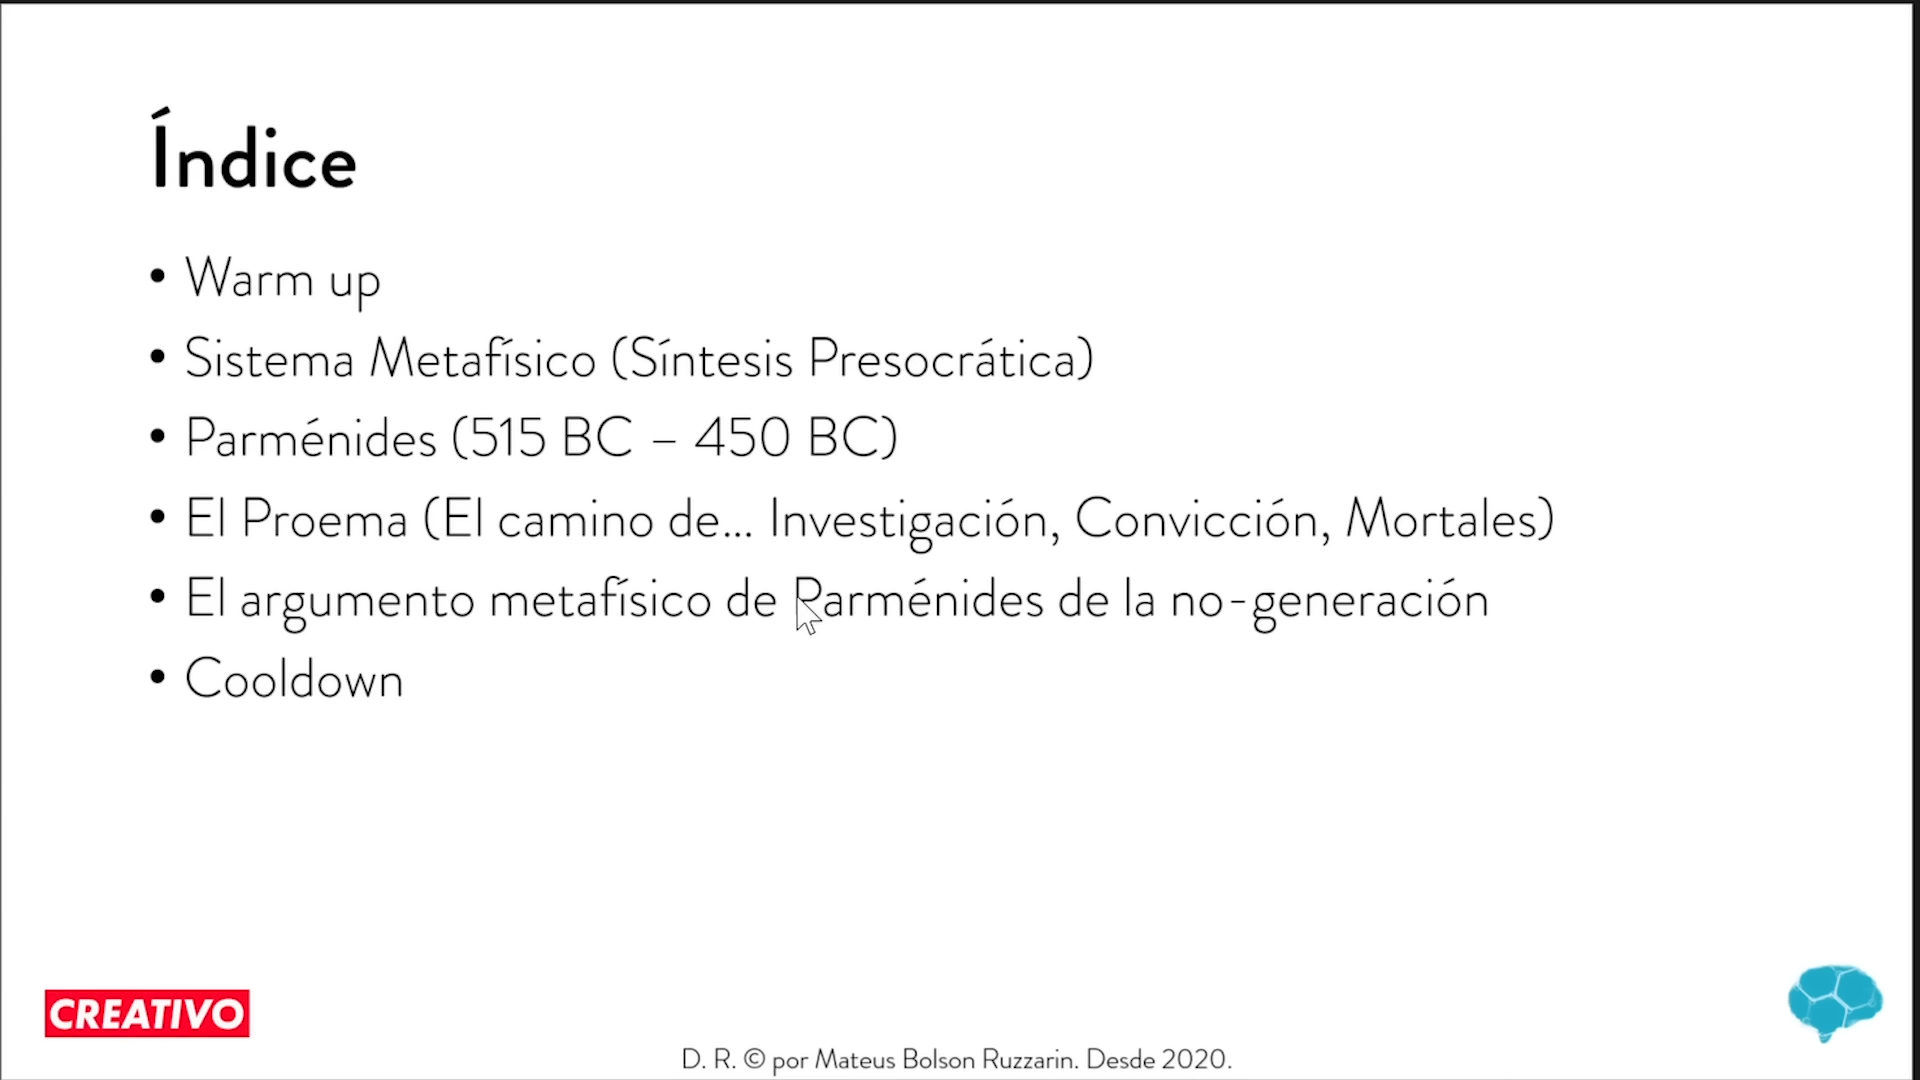 Índice
• Warm up
• Sistema Metafísico (Síntesis Presocrática)
• Parménides (515 BC – 450 BC)
• El Proema (El camino de... Investigación, Convicción, Mortales)
• El argumento metafísico de Parménides de la no-generación
• Cooldown
CREATIVO
D. R. © por Mateus Bolson Ruzzarin. Desde 2020.